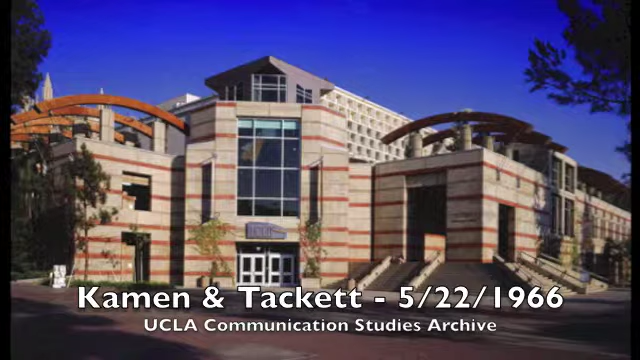 Kamen & Tackett - 5/22/1966
UCLA Communication Studies Archive